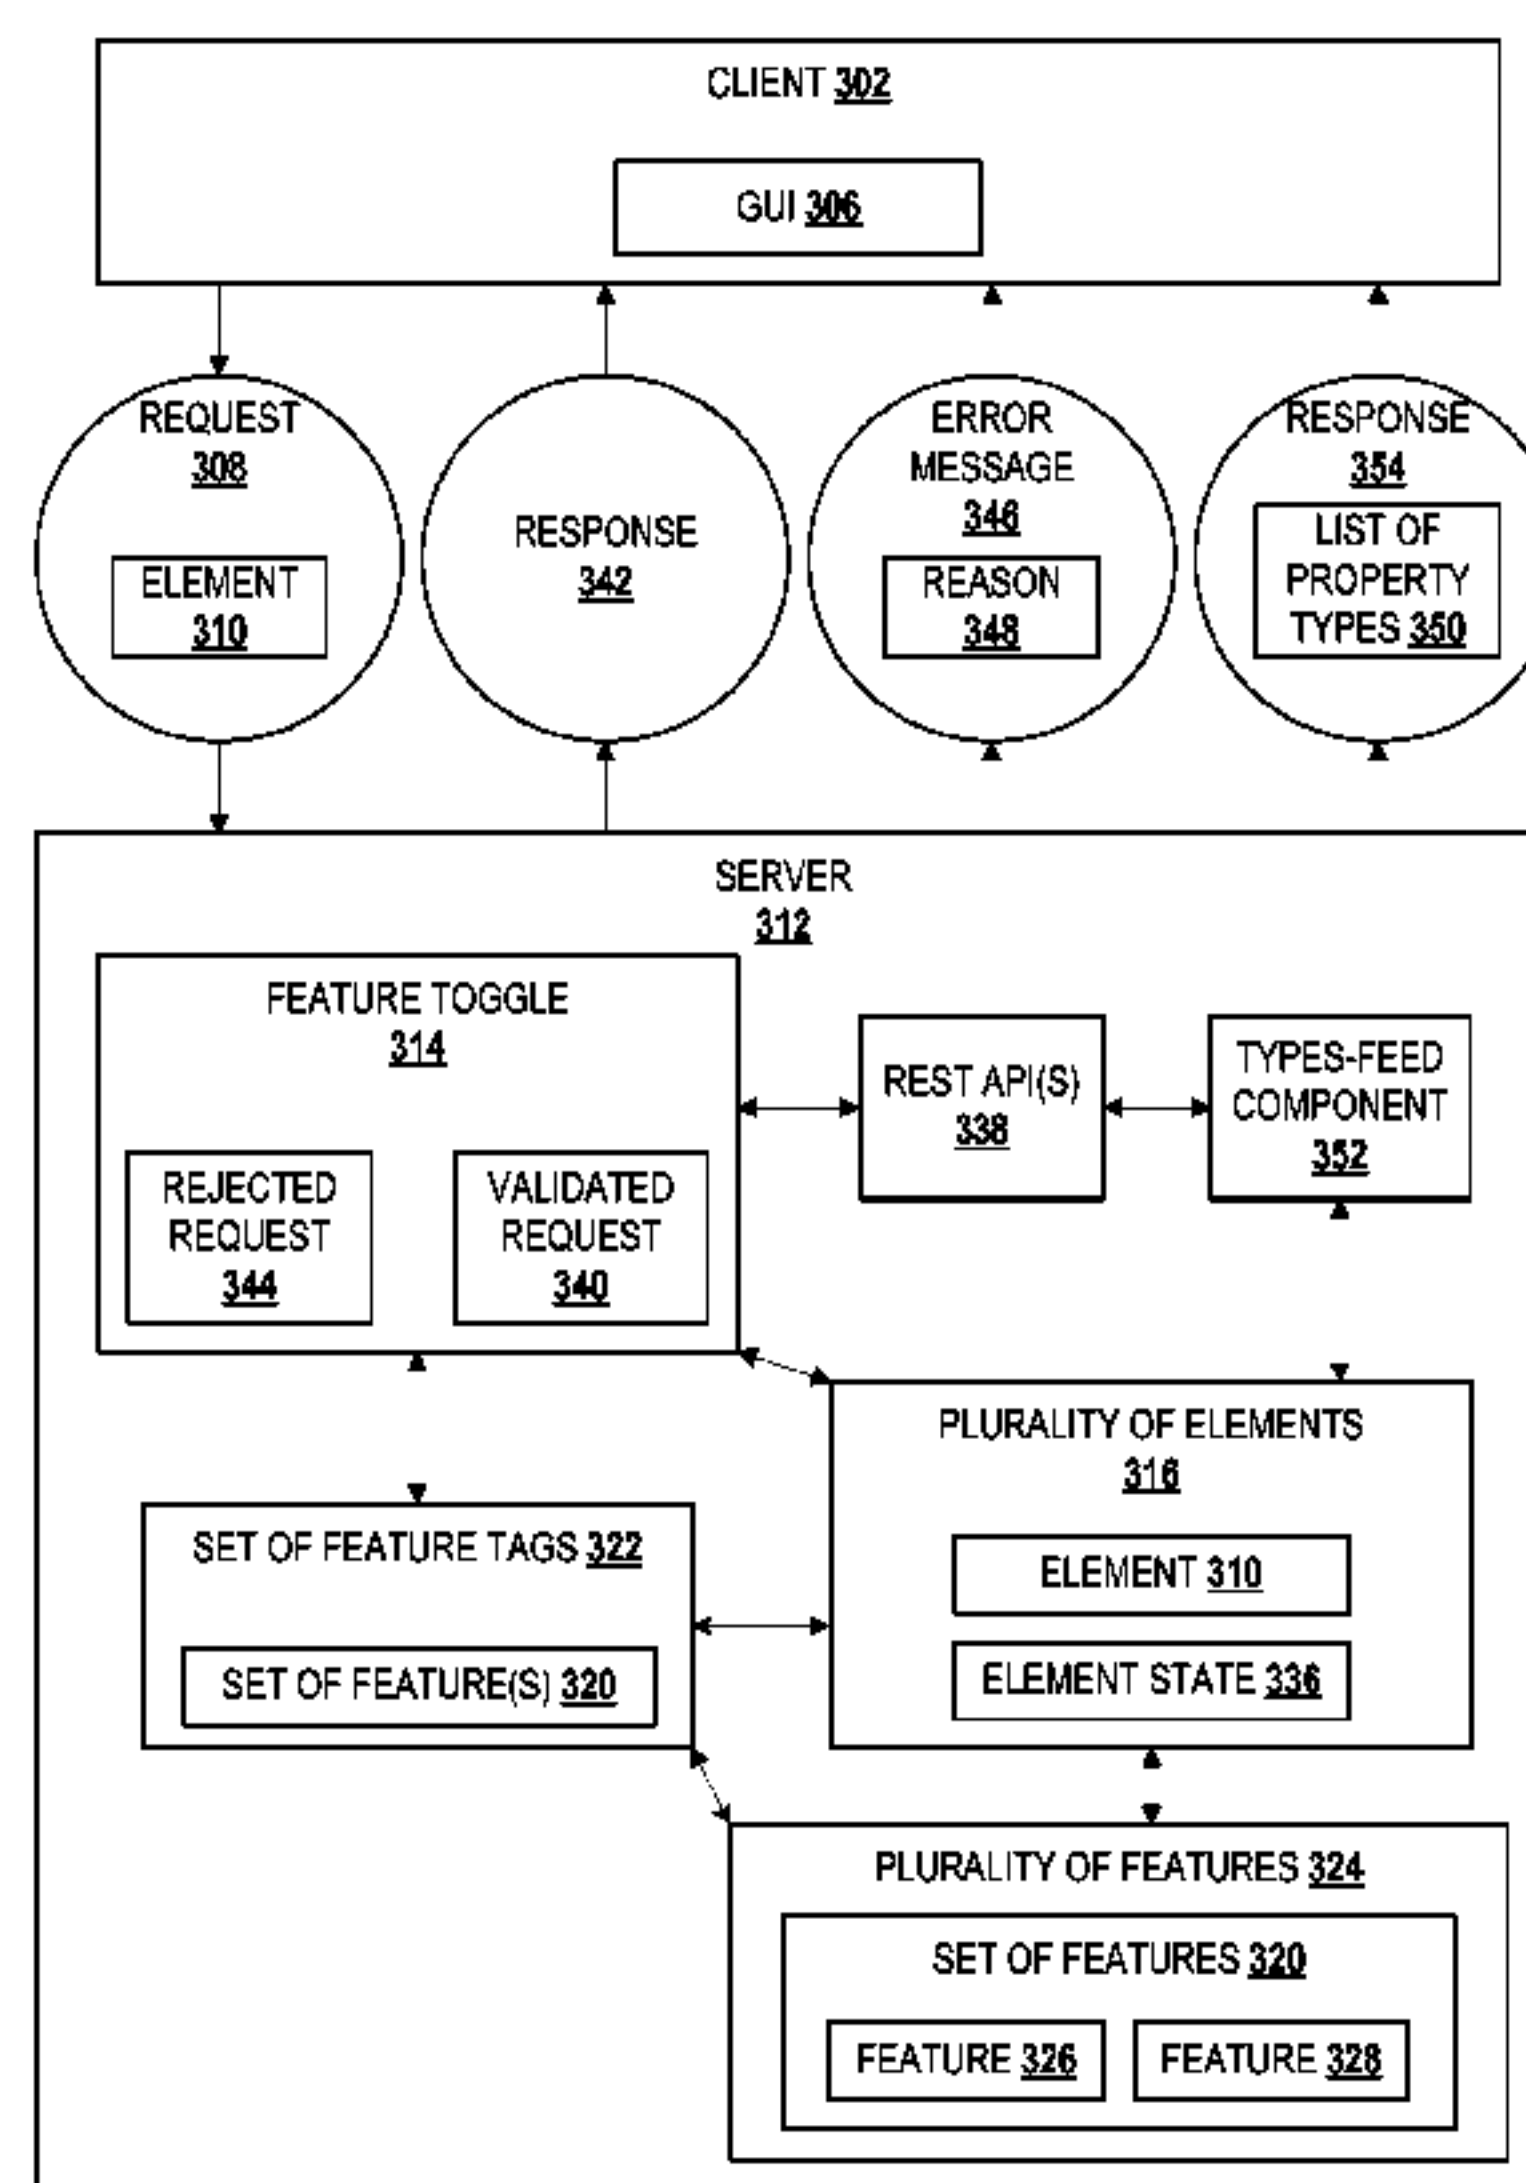 CLIENT 302
GUI 306
REQUEST
308
ELEMENT
310
RESPONSE
342
ERROR
MESSAGE
346
REASON
348
RESPONSE
354
LIST OF
PROPERTY
TYPES 350
SERVER
312
FEATURE TOGGLE
314
REJECTED
REQUEST
344
VALIDATED
REQUEST
340
REST API(S)
338
TYPES-FEED
COMPONENT
352
PLURALITY OF ELEMENTS
316
ELEMENT 310
ELEMENT STATE 336
SET OF FEATURE TAGS 322
SET OF FEATURE(S) 320
PLURALITY OF FEATURES 324
SET OF FEATURES 320
FEATURE 326
FEATURE 328